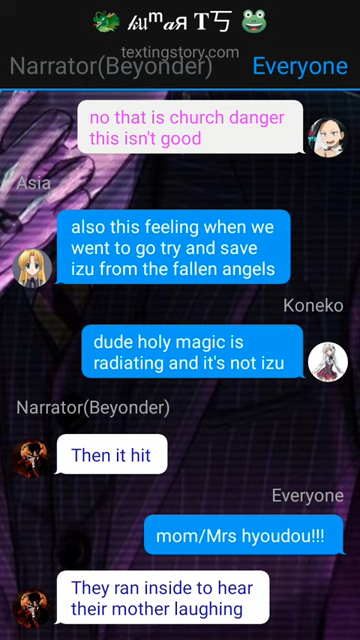 𝓀𝓊mая T丂
textingstory.com
Narrator(Beyonder)
Everyone
no that is church danger
this isn't good
Asia
also this feeling when we
went to go try and save
izu from the fallen angels
Koneko
dude holy magic is
radiating and it's not izu
Narrator(Beyonder)
Then it hit
Everyone
mom/Mrs hyoudou!!!
They ran inside to hear
their mother laughing